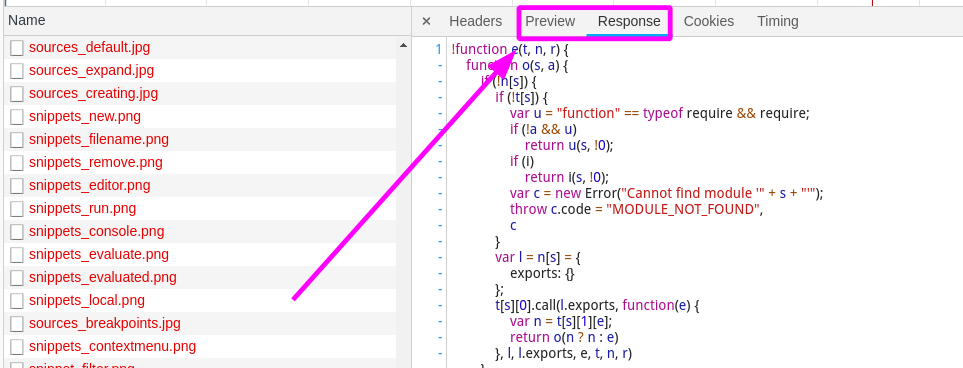 Name
sources_default.jpg
sources_expand.jpg
sources_creating.jpg
snippets_new.png
snippets_filename.png
snippets_remove.png
snippets_editor.png
snippets_run.png
snippets_console.png
snippets_evaluate.png
snippets_evaluated.png
snippets_local.png
sources_breakpoints.jpg
snippets_contextmenu.png
snippet_filter.png
× Headers Preview Response Cookies Timing
1 !function e(t, n, r) {
- function o(s, a) {
- if (!n[s]) {
- if (!t[s]) {
- var u = "function" == typeof require && require;
- if (!a && u)
- return u(s, !0);
- if (i)
- return i(s, !0);
- var c = new Error("Cannot find module '" + s + "'");
- throw c.code = "MODULE_NOT_FOUND",
- c
- }
- var l = n[s] = {
- exports: {}
- };
- t[s][0].call(l.exports, function(e) {
- var n = t[s][1][e];
- return o(n ? n : e)
- }, l, l.exports, e, t, n, r)